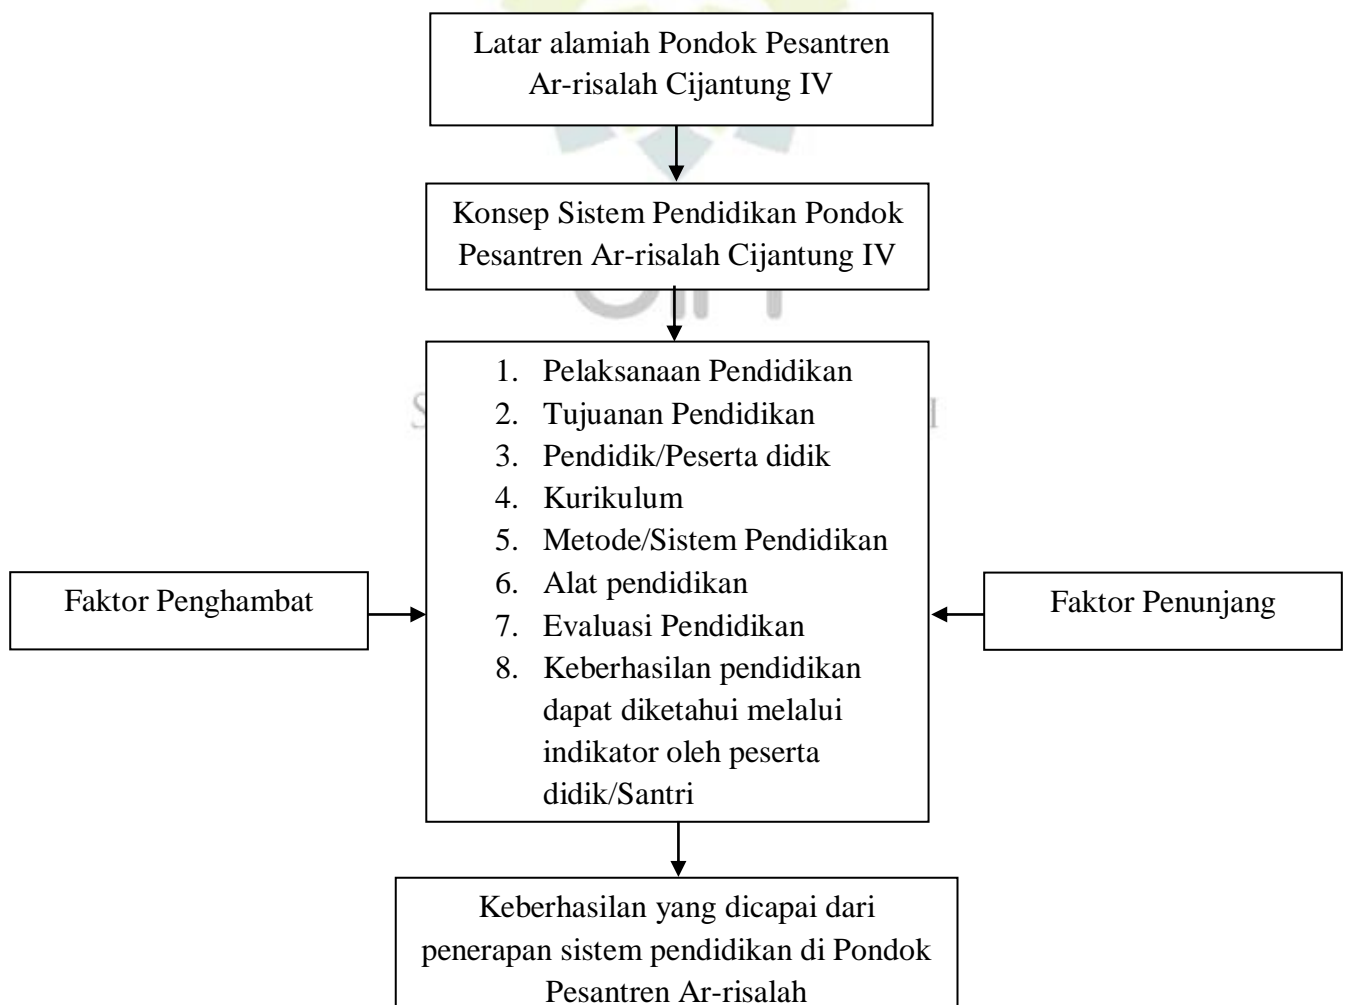 Latar alamiah Pondok Pesantren
Ar-risalah Cijantung IV
Konsep Sistem Pendidikan Pondok
Pesantren Ar-risalah Cijantung IV
1. Pelaksanaan Pendidikan
2. Tujuanan Pendidikan
3. Pendidik/Peserta didik
4. Kurikulum
5. Metode/Sistem Pendidikan
6. Alat pendidikan
7. Evaluasi Pendidikan
8. Keberhasilan pendidikan
dapat diketahui melalui
indikator oleh peserta
didik/Santri
Faktor Penghambat
Faktor Penunjang
Keberhasilan yang dicapai dari
penerapan sistem pendidikan di Pondok
Pesantren Ar-risalah